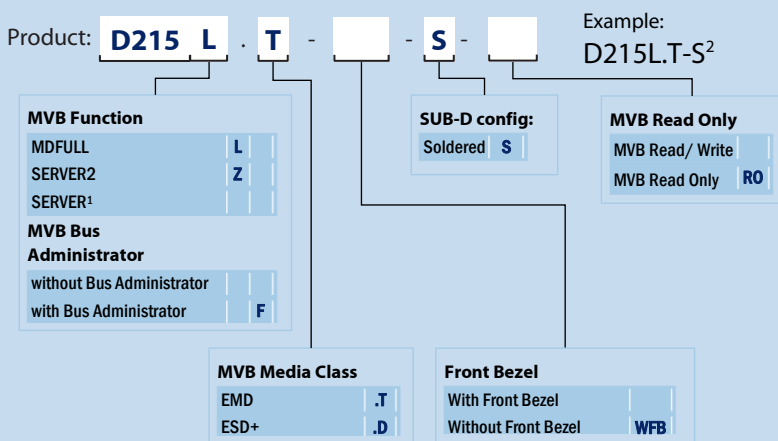 Product: D215 L . T - - S - Example:
D215L.T-S²
MVB Function
MDFULL L
SERVER2 Z
SERVER¹
MVB Bus
Administrator
without Bus Administrator
with Bus Administrator F
SUB-D config:
Soldered S
MVB Read Only
MVB Read/ Write
MVB Read Only RO
MVB Media Class
EMD .T
ESD+ .D
Front Bezel
With Front Bezel
Without Front Bezel WFB